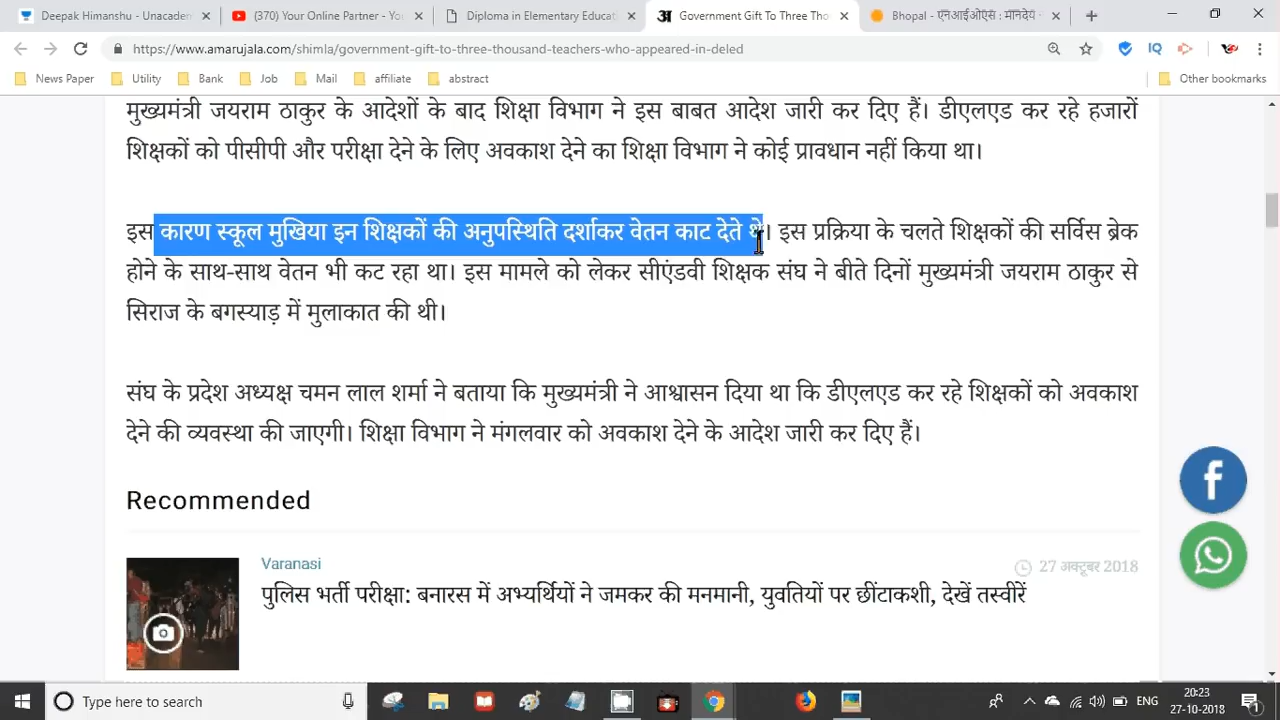 Deepak Himanshu - Unacaden
(370) Your Online Partner - Yo
Diploma in Elementary Educati
Government Gift To Three Tho
Bhopal - एनआईओएस : मानदेय
https://www.amarujala.com/shimla/government-gift-to-three-thousand-teachers-who-appeared-in-deled
News Paper
Utility
Bank
Job
Mail
affiliate
abstract
Other bookmarks
मुख्यमंत्री जयराम ठाकुर के आदेशों के बाद शिक्षा विभाग ने इस बाबत आदेश जारी कर दिए हैं। डीएलएड कर रहे हजारों
शिक्षकों को पीसीपी और परीक्षा देने के लिए अवकाश देने का शिक्षा विभाग ने कोई प्रावधान नहीं किया था।
इस कारण स्कूल मुखिया इन शिक्षकों की अनुपस्थिति दर्शाकर वेतन काट देते थे। इस प्रक्रिया के चलते शिक्षकों की सर्विस ब्रेक
होने के साथ-साथ वेतन भी कट रहा था। इस मामले को लेकर सीएंडवी शिक्षक संघ ने बीते दिनों मुख्यमंत्री जयराम ठाकुर से
सिराज के बगस्याड़ में मुलाकात की थी।
संघ के प्रदेश अध्यक्ष चमन लाल शर्मा ने बताया कि मुख्यमंत्री ने आश्वासन दिया था कि डीएलएड कर रहे शिक्षकों को अवकाश
देने की व्यवस्था की जाएगी। शिक्षा विभाग ने मंगलवार को अवकाश देने के आदेश जारी कर दिए हैं।
Recommended
Varanasi
27 अक्टूबर 2018
पुलिस भर्ती परीक्षा: बनारस में अभ्यर्थियों ने जमकर की मनमानी, युवतियों पर छींटाकशी, देखें तस्वीरें
Type here to search
ENG
20:23
27-10-2018